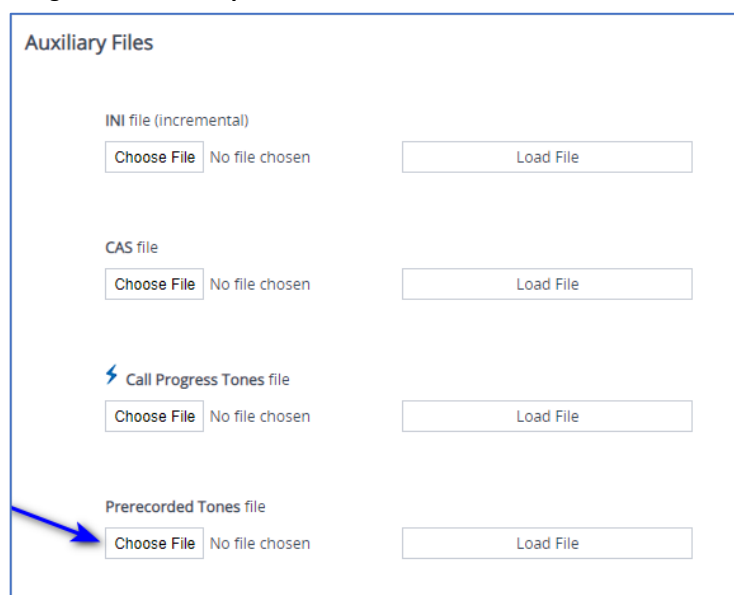 Auxiliary Files
INI file (incremental)
Choose File No file chosen Load File
CAS file
Choose File No file chosen Load File
Call Progress Tones file
Choose File No file chosen Load File
Prerecorded Tones file
Choose File No file chosen Load File